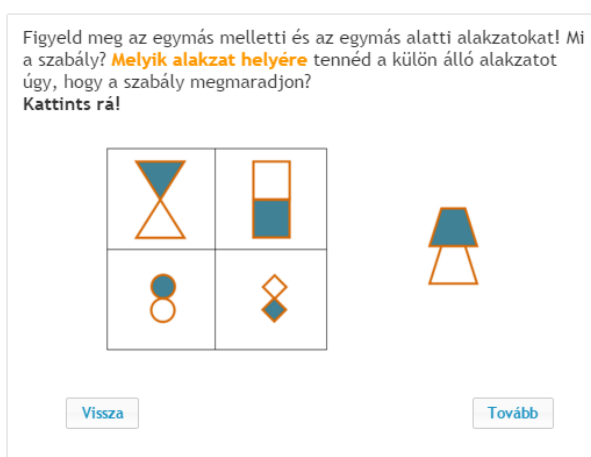 Figyeld meg az egymás melletti és az egymás alatti alakzatokat! Mi
a szabály? Melyik alakzat helyére tennéd a külön álló alakzatot
úgy, hogy a szabály megmaradjon?
Kattints rá!
Vissza
Tovább